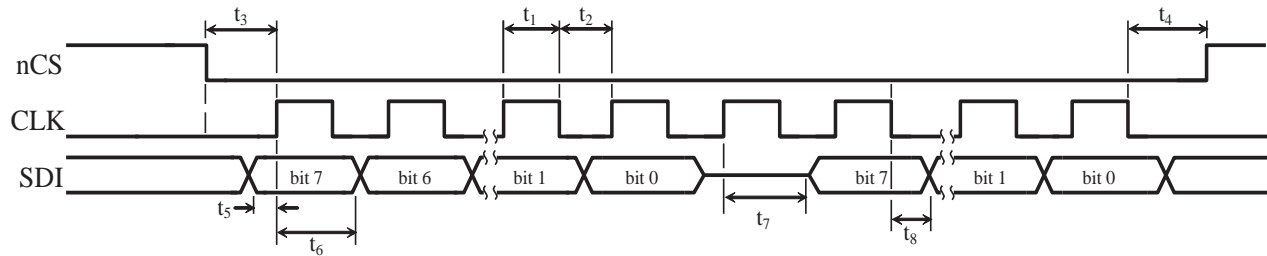 t3 t1 t2 t4
nCS
CLK
SDI bit 7 bit 6 bit 1 bit 0 bit 7 bit 1 bit 0
t5 t6 t7 t8